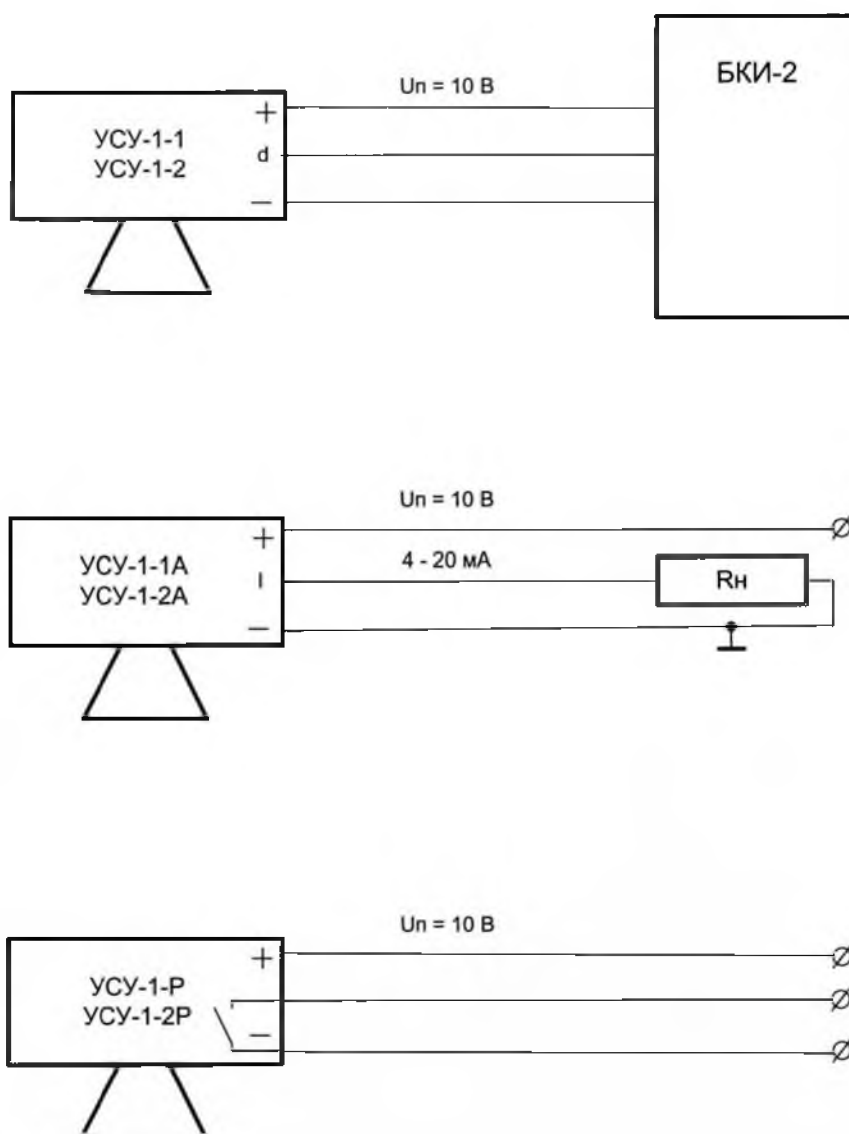 БКИ-2
Uп = 10 В
УСУ-1-1
УСУ-1-2
+
d
—
Uп = 10 В
УСУ-1-1А
УСУ-1-2А
+
I
—
4 - 20 мА
Rн
Uп = 10 В
УСУ-1-Р
УСУ-1-2Р
+
—